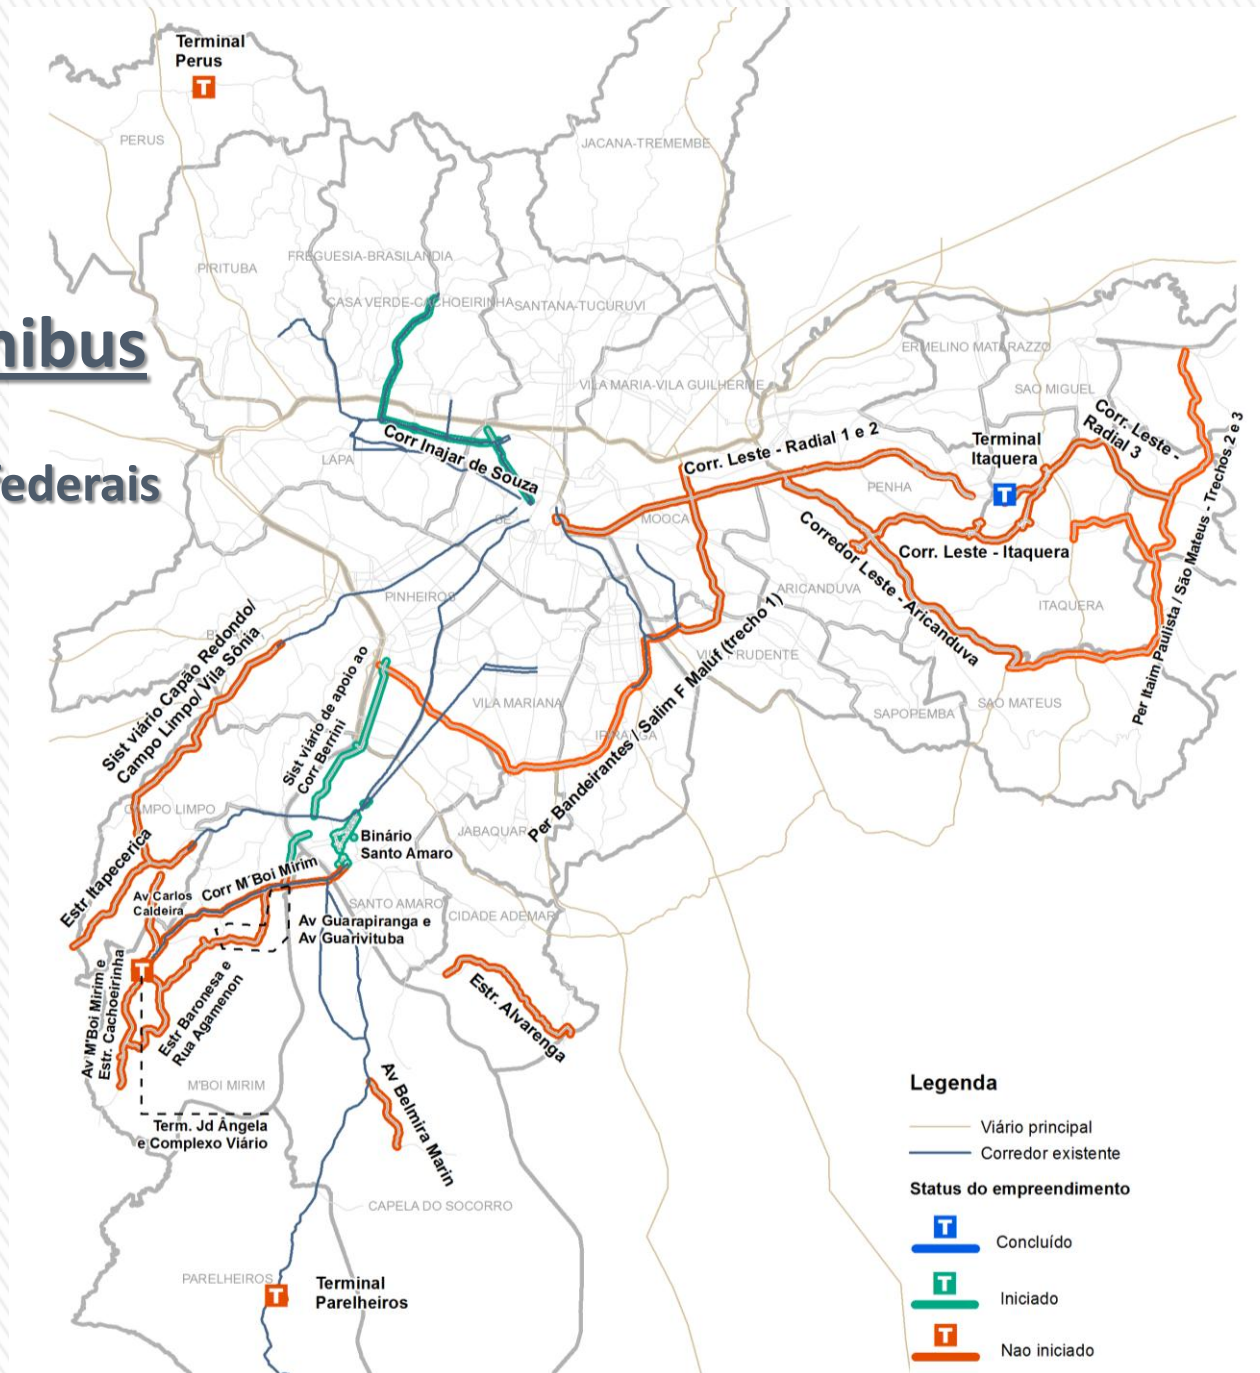 Terminal
Perus
PERUS
JACANA-TREMEMBE
PIRITUBA
FREGUESIA-BRASILANDIA
CASA VERDE-CACHOEIRINHA
SANTANA-TUCURUVI
nibus
ERMELINO MATARAZZO
VILA MARIA-VILA GUILHERME
SAO MIGUEL
Corr. Leste -
Radial 3
Corr Inajar de Souza
Corr. Leste - Radial 1 e 2
Terminal
Itaquera
LAPA
federais
PENHA
SE
MOOCA
Corredor Leste - Aricanduva
Corr. Leste - Itaquera
Per Itaim Paulista / São Mateus - Trechos 2 e 3
PINHEIROS
ARICANDUVA
ITAQUERA
Sist viário Capão Redondo/
Campo Limpo/ Vila Sônia
Sist viário de apoio ao
Corr Berrini
VILA PRUDENTE
VILA MARIANA
SAPOPEMBA
SAO MATEUS
IPIRANGA
Per Bandeirantes \ Salim F Maluf (trecho 1)
CAMPO LIMPO
JABAQUARA
Binário
Santo Amaro
Estr Itapecerica
Corr M´Boi Mirim
Av Carlos
Caldeira
SANTO AMARO
CIDADE ADEMAR
Av Guarapiranga e
Av Guarivituba
Av M'Boi Mirim e
Estr. Cachoeirinha
Estr Baronesa e
Rua Agamenon
Estr. Alvarenga
M'BOI MIRIM
Av Belmira Marin
Term. Jd Ângela
e Complexo Viário
CAPELA DO SOCORRO
PARELHEIROS
Terminal
Parelheiros
Legenda
Viário principal
Corredor existente
Status do empreendimento
T Concluído
T Iniciado
T Nao iniciado